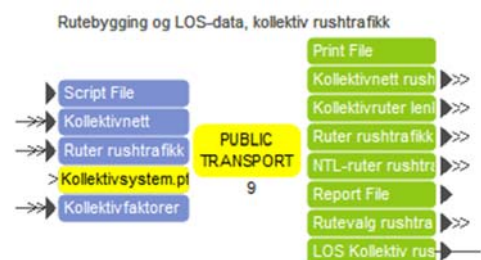 Rutebygging og LOS-data, kollektiv rushtrafikk
Script File
Kollektivnett
Ruter rushtrafikk
Kollektivsystem.pt
Kollektivfaktorer
PUBLIC
TRANSPORT
9
Print File
Kollektivnett rush
Kollektivruter lenk
Ruter rushtrafikk
NTL-ruter rushtra
Report File
Rutevalg rushtra
LOS Kollektiv rus